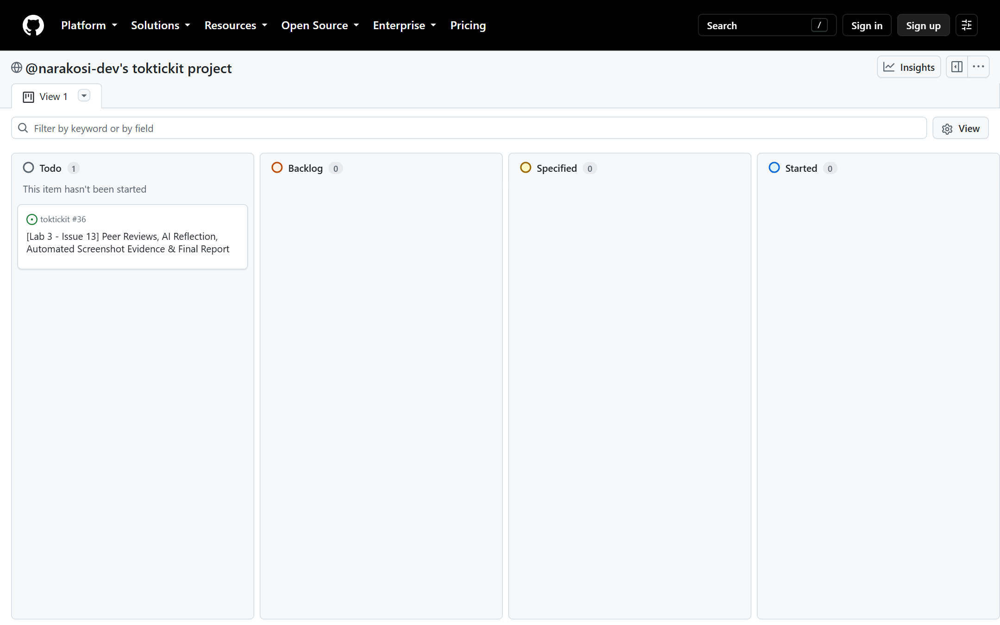 Platform Solutions Resources Open Source Enterprise Pricing Search / Sign in Sign up
@narakosi-dev's toktickit project
Insights
View 1
Filter by keyword or by field
View
Todo 1
This item hasn't been started
toktickit #36
[Lab 3 - Issue 13] Peer Reviews, AI Reflection,
Automated Screenshot Evidence & Final Report
Backlog 0
Specified 0
Started 0